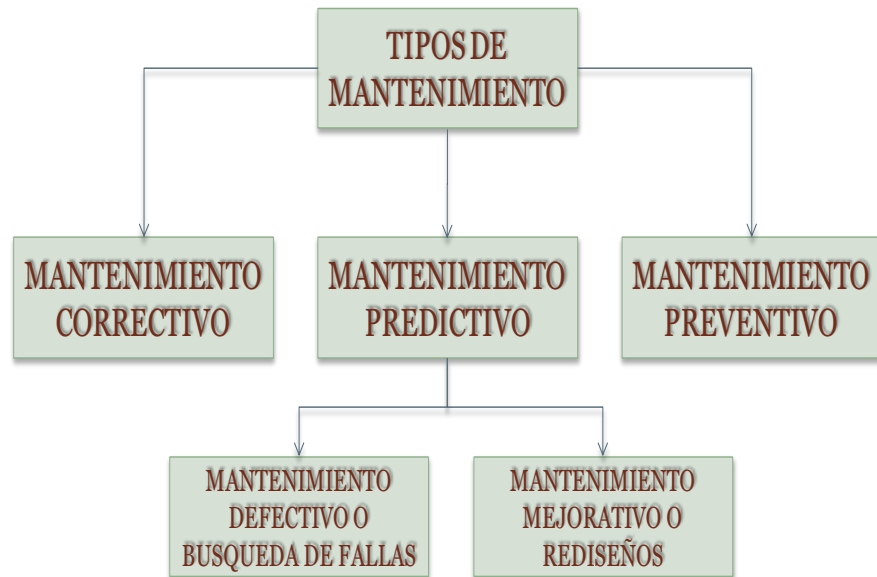 TIPOS DE
MANTENIMIENTO
MANTENIMIENTO
CORRECTIVO
MANTENIMIENTO
PREDICTIVO
MANTENIMIENTO
PREVENTIVO
MANTENIMIENTO
DEFECTIVO O
BUSQUEDA DE FALLAS
MANTENIMIENTO
MEJORATIVO O
REDISEÑOS